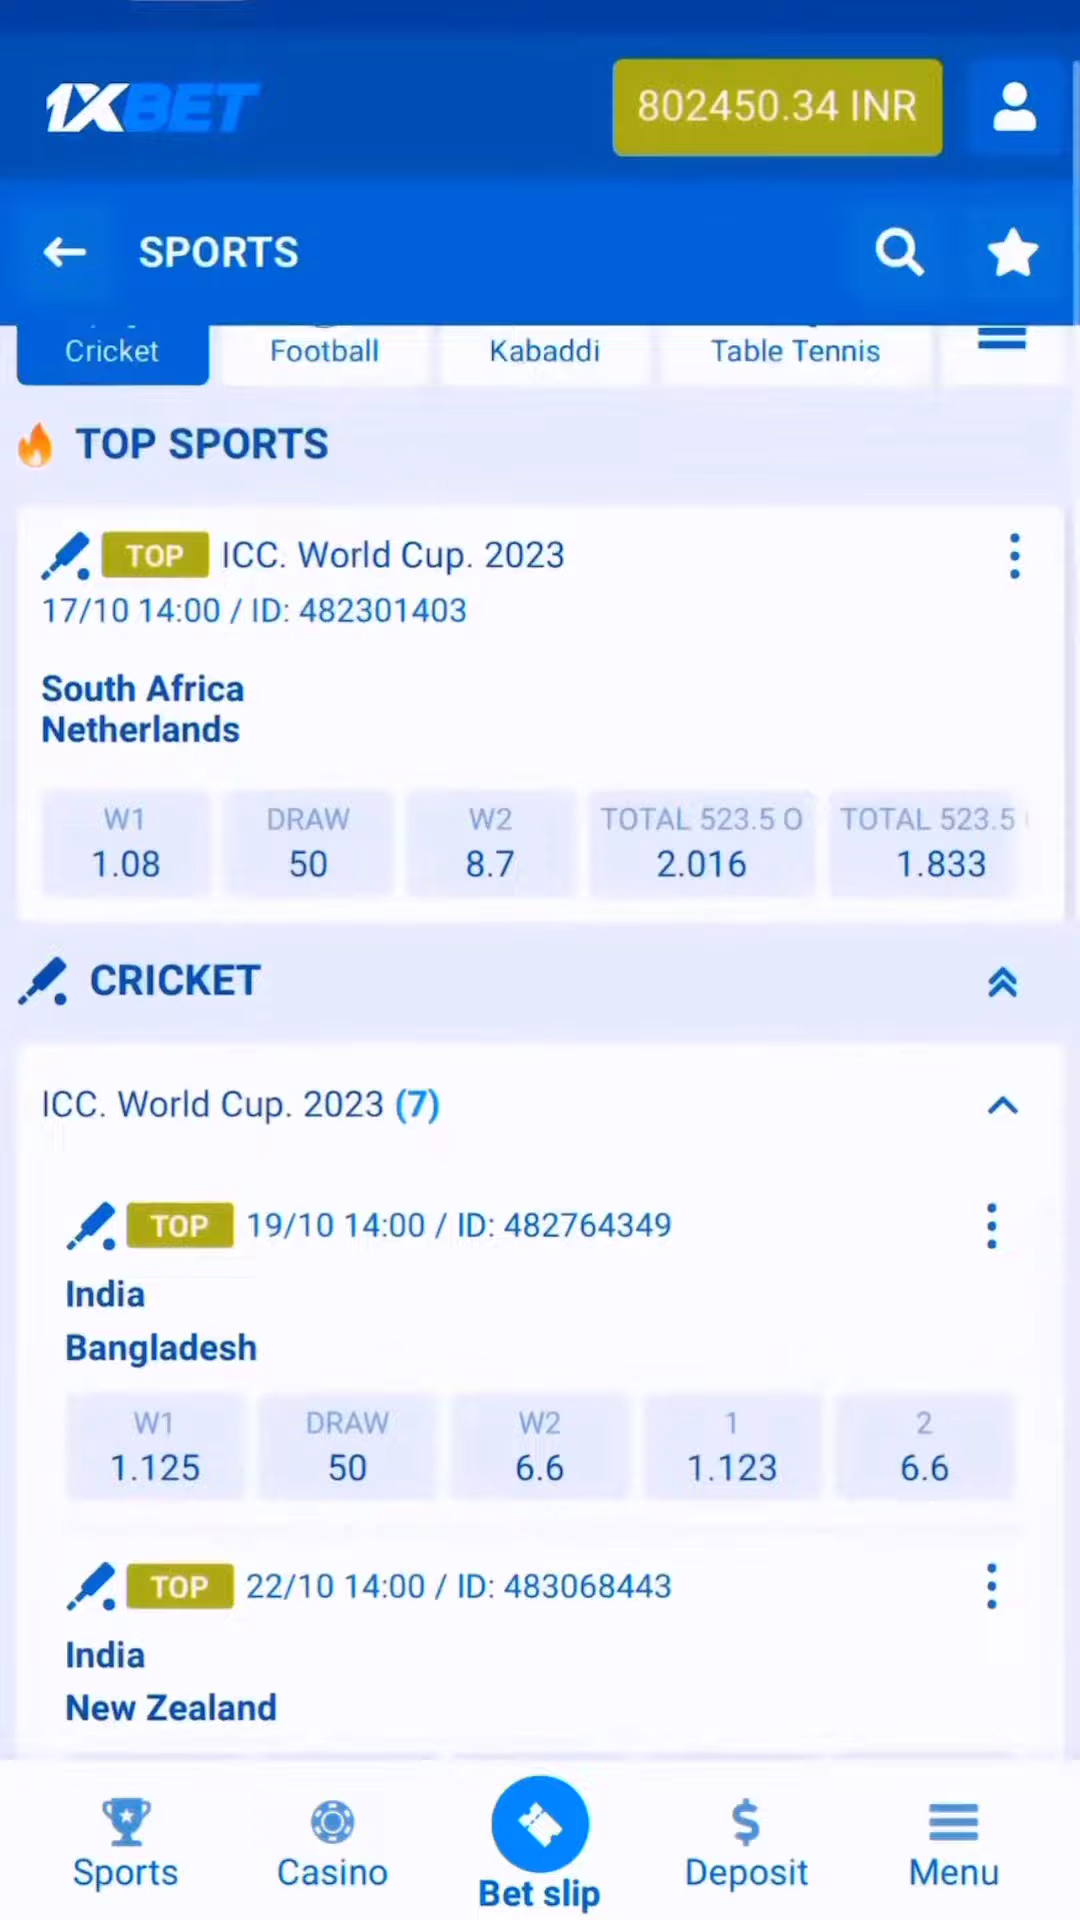 1XBET
802450.34 INR
SPORTS
Cricket Football Kabaddi Table Tennis
TOP SPORTS
TOP ICC. World Cup. 2023
17/10 14:00 / ID: 482301403
South Africa
Netherlands
W1 DRAW W2 TOTAL 523.5 O TOTAL 523.5
1.08 50 8.7 2.016 1.833
CRICKET
ICC. World Cup. 2023 (7)
TOP 19/10 14:00 / ID: 482764349
India
Bangladesh
W1 DRAW W2 1 2
1.125 50 6.6 1.123 6.6
TOP 22/10 14:00 / ID: 483068443
India
New Zealand
Sports Casino Bet slip Deposit Menu